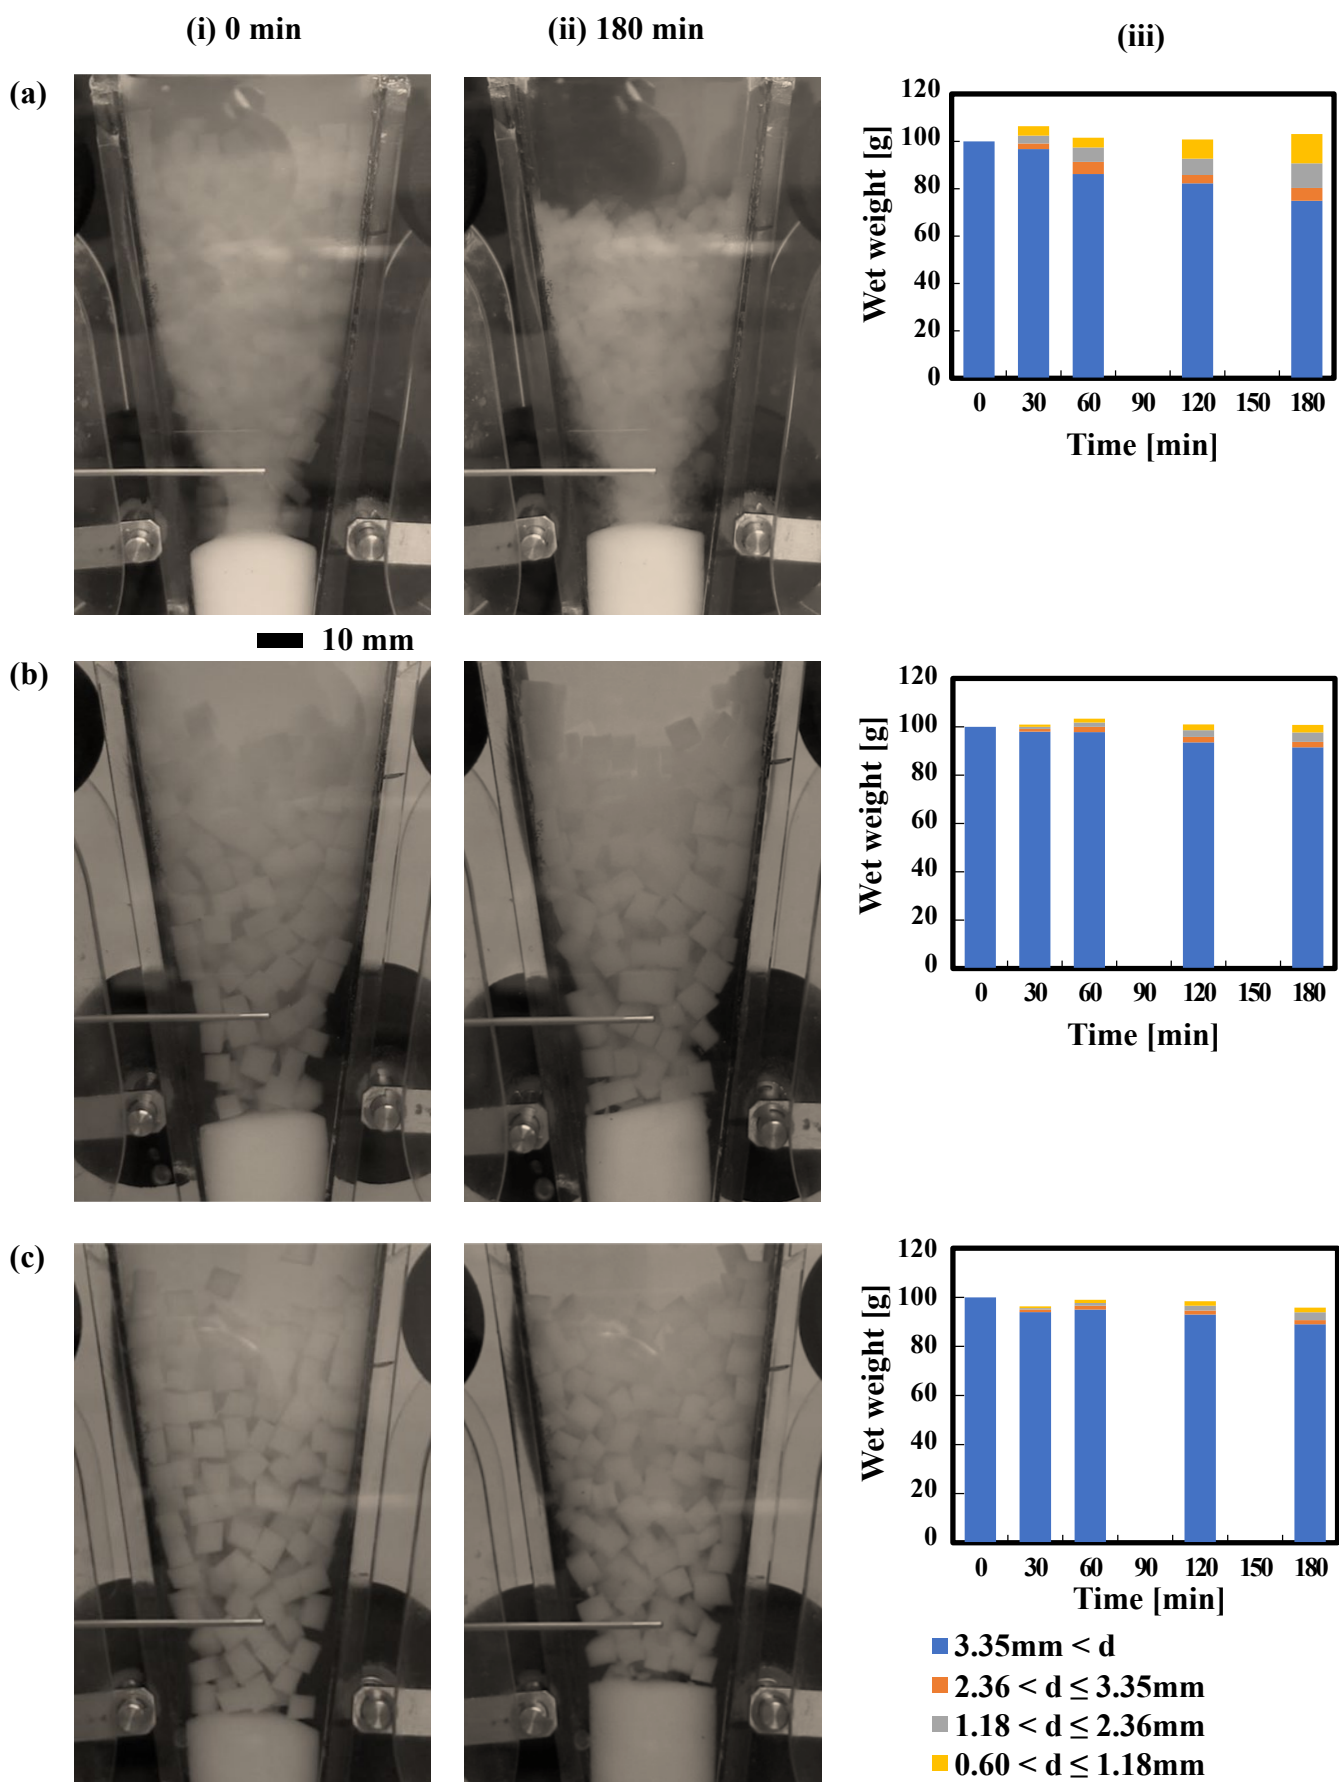 (i) 0 min
(ii) 180 min
(iii)
(a)
120
100
80
60
40
20
0
Wet weight [g]
0 30 60 90 120 150 180
Time [min]
10 mm
(b)
120
100
80
60
40
20
0
Wet weight [g]
0 30 60 90 120 150 180
Time [min]
(c)
120
100
80
60
40
20
0
Wet weight [g]
0 30 60 90 120 150 180
Time [min]
3.35mm < d
2.36 < d ≤ 3.35mm
1.18 < d ≤ 2.36mm
0.60 < d ≤ 1.18mm